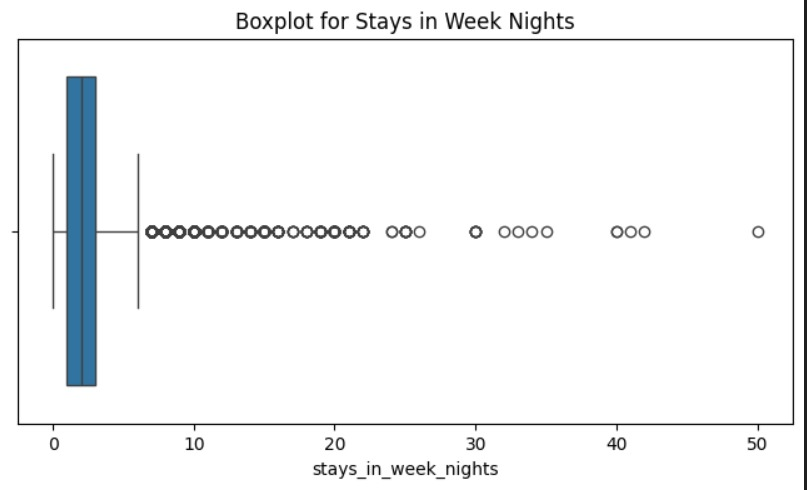 Boxplot for Stays in Week Nights
0 10 20 30 40 50
stays_in_week_nights